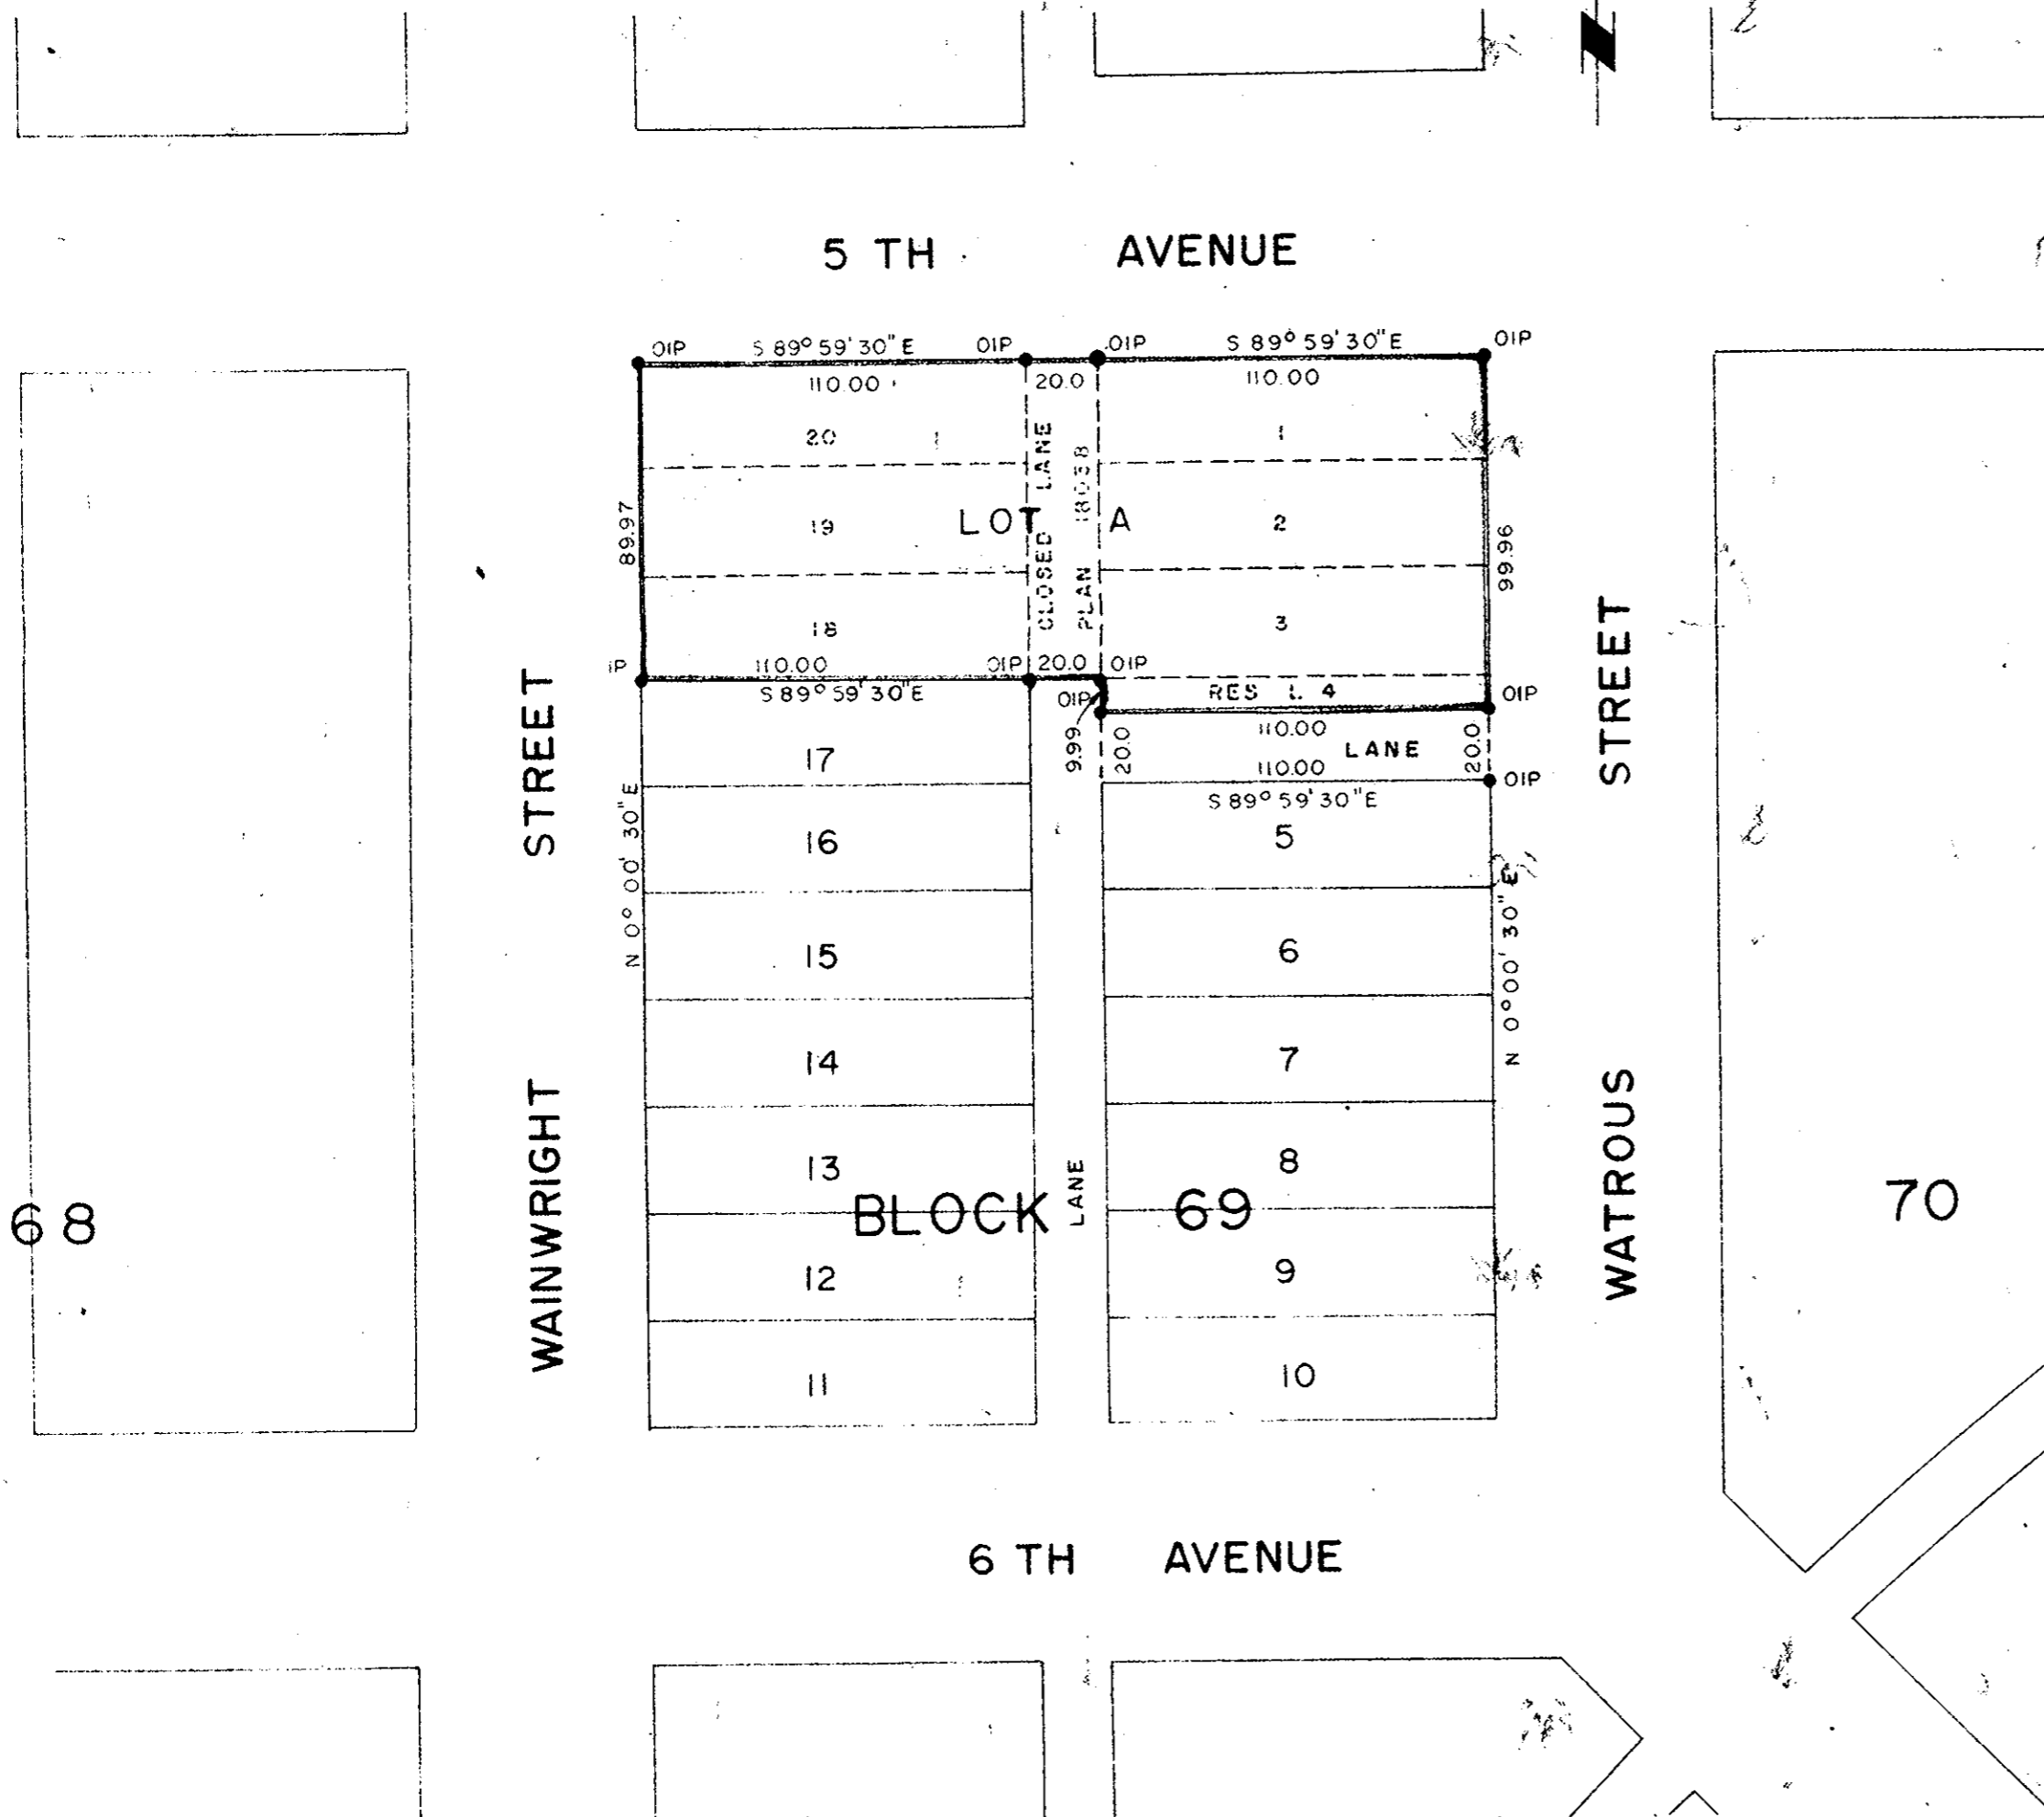 5 TH AVENUE
OIP S 89° 59' 30" E OIP OIP S 89° 59' 30" E OIP
110.00 20.0 110.00
20 1
19 2
18 3
LOT A
CLOSED LANE
PLAN 18038
89.97
99.96
IP 110.00 OIP 20.0 OIP
S 89° 59' 30" E
OIP RES L. 4 OIP
9.99
20.0
110.00
LANE
20.0
110.00
OIP
S 89° 59' 30" E
17
16 5
15 6
14 7
13 8
12 9
11 10
N 0° 00' 30" E
N 0° 00' 30" E
WAINWRIGHT STREET
WATROUS STREET
LANE
68
BLOCK 69
70
6 TH AVENUE